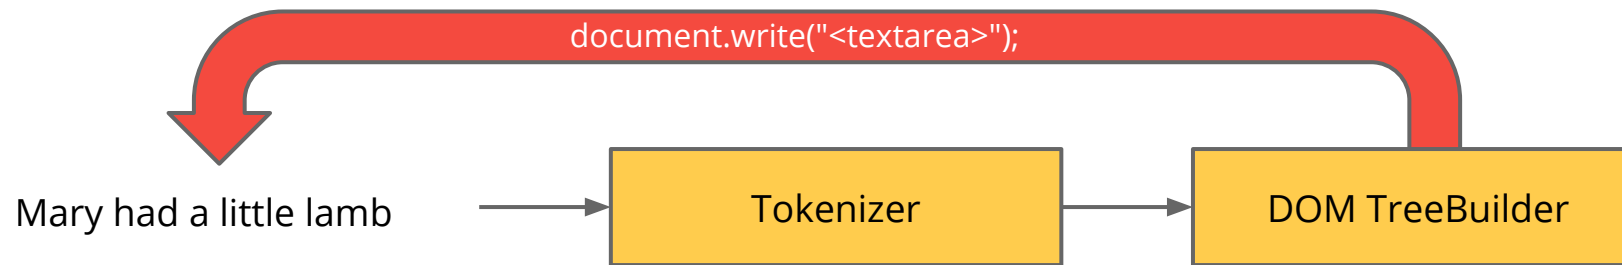 document.write("<textarea>");
Mary had a little lamb
Tokenizer
DOM TreeBuilder